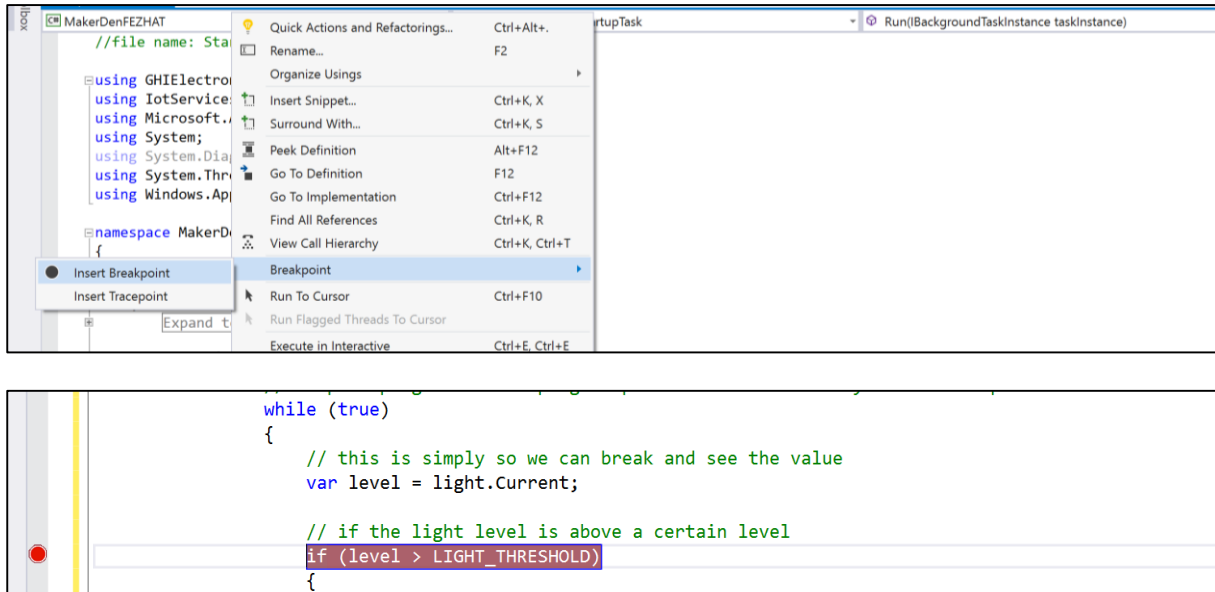 lbox
MakerDenFEZHAT
rtupTask
Run(IBackgroundTaskInstance taskInstance)
//file name: Sta
using GHIElectro
using IotService
using Microsoft.
using System;
using System.Dia
using System.Thr
using Windows.Ap
namespace MakerD
{
Expand t
Quick Actions and Refactorings... Ctrl+Alt+.
Rename... F2
Organize Usings
Insert Snippet... Ctrl+K, X
Surround With... Ctrl+K, S
Peek Definition Alt+F12
Go To Definition F12
Go To Implementation Ctrl+F12
Find All References Ctrl+K, R
View Call Hierarchy Ctrl+K, Ctrl+T
Breakpoint
Insert Breakpoint
Insert Tracepoint
Run To Cursor Ctrl+F10
Run Flagged Threads To Cursor
Execute in Interactive Ctrl+E, Ctrl+E
while (true)
{
// this is simply so we can break and see the value
var level = light.Current;
// if the light level is above a certain level
if (level > LIGHT_THRESHOLD)
{